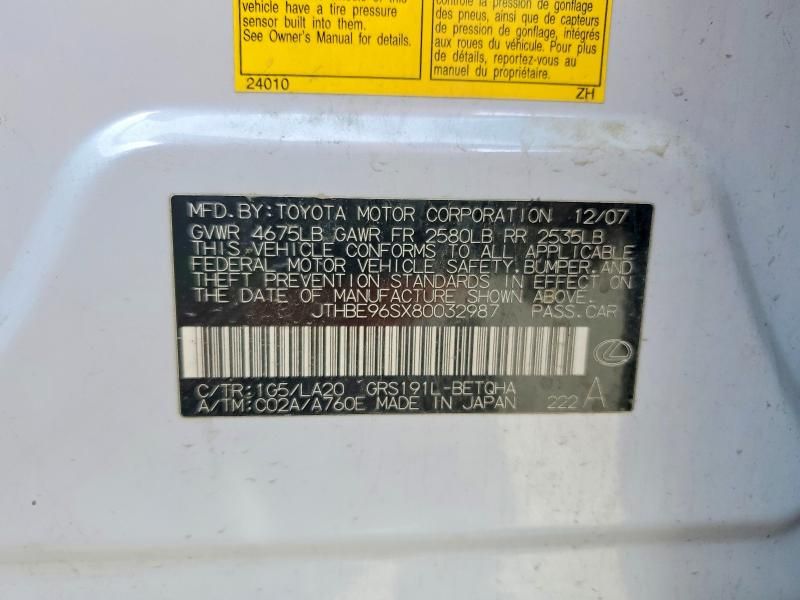 vehicle have a tire pressure
sensor built into them.
See Owner's Manual for details.
24010
contrôle la pression de gonflage
des pneus, ainsi que de capteurs
de pression de gonflage, intégrés
aux roues du véhicule. Pour plus
de détails, reportez-vous au
manuel du propriétaire.
ZH
MFD.BY:TOYOTA MOTOR CORPORATION 12/07
GVWR 4675LB GAWR FR 2580LB RR 2535LB
THIS VEHICLE CONFORMS TO ALL APPLICABLE
FEDERAL MOTOR VEHICLE SAFETY,BUMPER,AND
THEFT PREVENTION STANDARDS IN EFFECT ON
THE DATE OF MANUFACTURE SHOWN ABOVE.
JTHBE96SX80032987 PASS.CAR
C/TR:1G5/LA20 GRS191L-BETQHA
A/TM:C02A/A760E MADE IN JAPAN 222 A